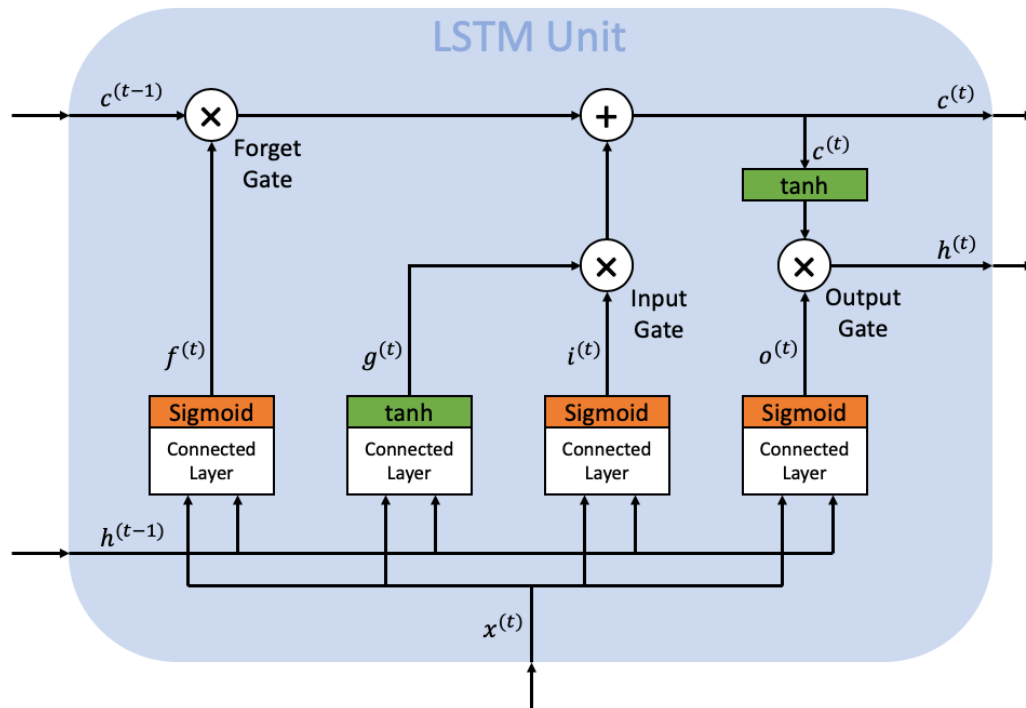 LSTM Unit
c^(t−1)
×
+
c^(t)
Forget
Gate
c^(t)
tanh
×
×
h^(t)
Input
Gate
Output
Gate
f^(t)
g^(t)
i^(t)
o^(t)
Sigmoid
Connected
Layer
tanh
Connected
Layer
Sigmoid
Connected
Layer
Sigmoid
Connected
Layer
h^(t−1)
x^(t)